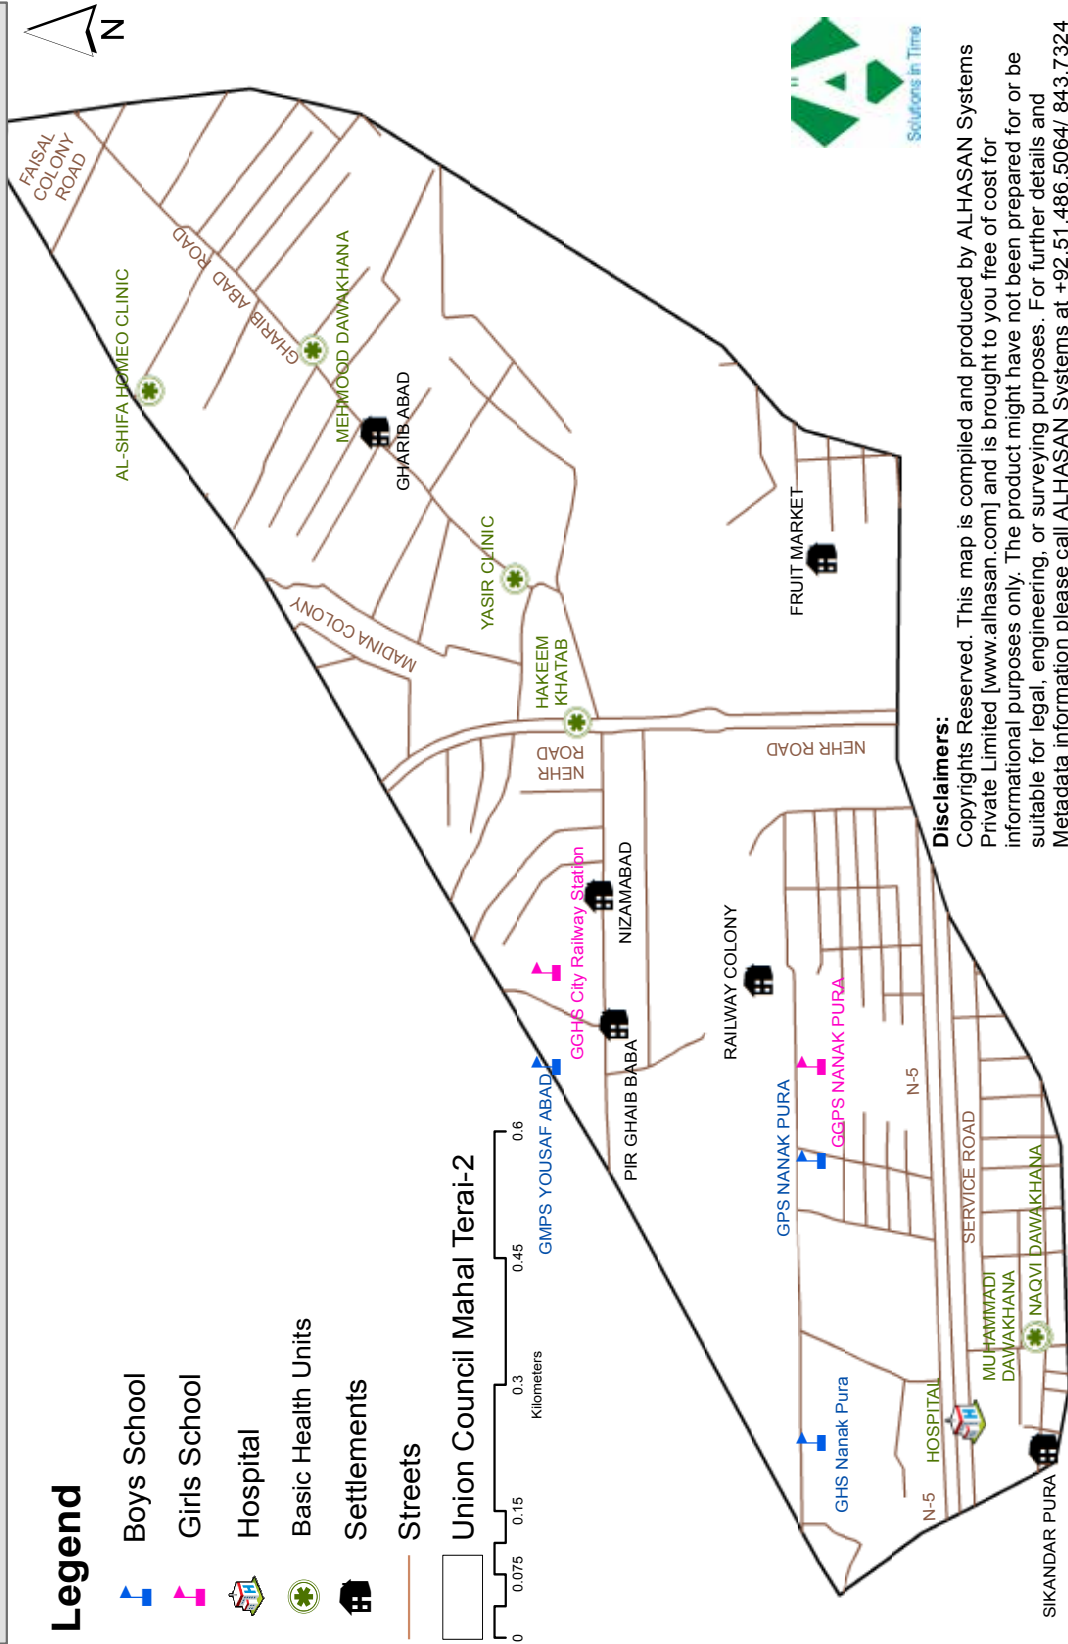 N
Legend
Boys School
Girls School
Hospital
Basic Health Units
Settlements
Streets
Union Council Mahal Terai-2
0 0.075 0.15 0.3 0.45 0.6
Kilometers
FAISAL
COLONY
ROAD
AL-SHIFA HOMEO CLINIC
GHARIB ABAD ROAD
MEHMOOD DAWAKHANA
GHARIB ABAD
YASIR CLINIC
MADINA COLONY
HAKEEM
KHATAB
NEHR
ROAD
NEHR ROAD
FRUIT MARKET
GGHS City Railway Station
NIZAMABAD
GMPS YOUSAF ABAD
PIR GHAIB BABA
RAILWAY COLONY
GPS NANAK PURA
GGPS NANAK PURA
N-5
SERVICE ROAD
GHS Nanak Pura
HOSPITAL
N-5
MUHAMMADI
DAWAKHANA
NAQVI DAWAKHANA
SIKANDAR PURA
Solutions in Time
Disclaimers:
Copyrights Reserved. This map is compiled and produced by ALHASAN Systems
Private Limited [www.alhasan.com] and is brought to you free of cost for
informational purposes only. The product might have not been prepared for or be
suitable for legal, engineering, or surveying purposes. For further details and
Metadata information please call ALHASAN Systems at +92.51.486.5064/ 843.7324